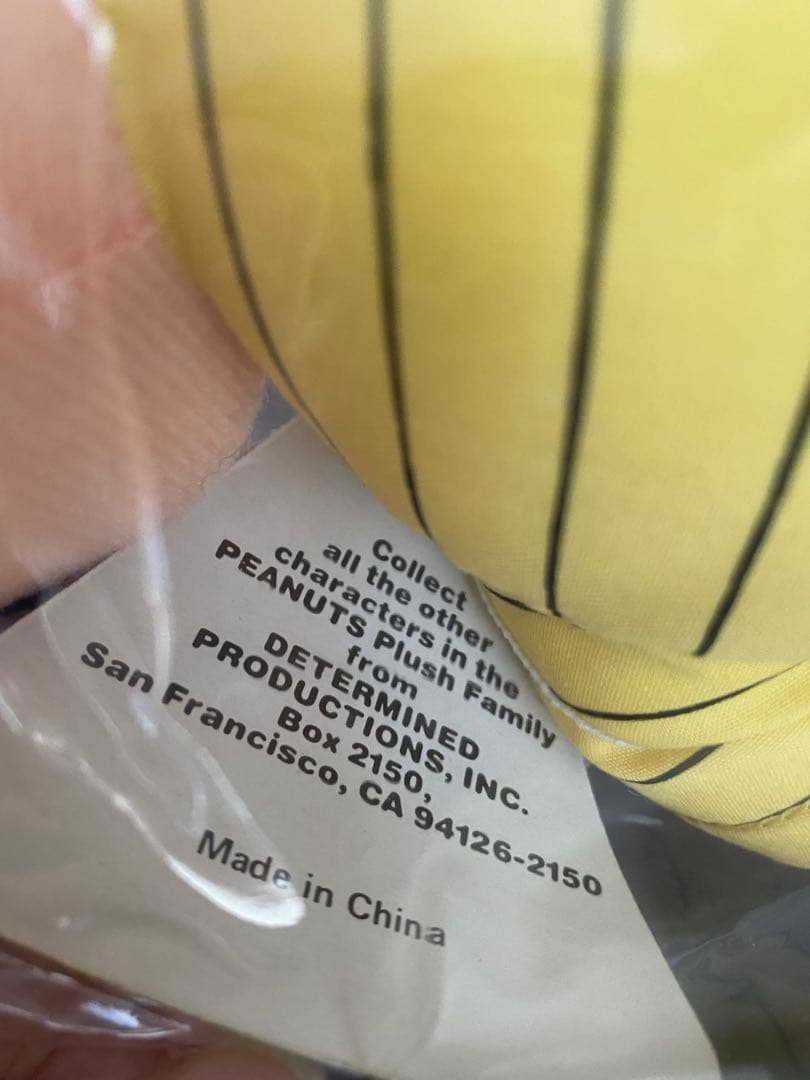 Collect
all the other
characters in the
PEANUTS Plush Family
from
DETERMINED
PRODUCTIONS, INC.
Box 2150,
San Francisco, CA 94126-2150
Made in China